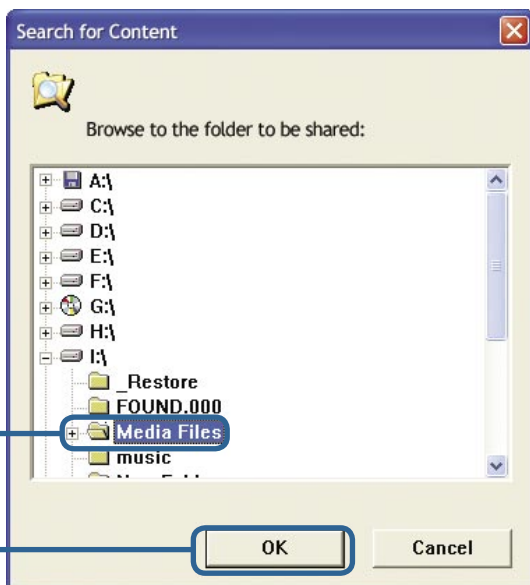 Search for Content
Browse to the folder to be shared:
A:\
C:\
D:\
E:\
F:\
G:\
H:\
I:\
_Restore
FOUND.000
Media Files
music
OK Cancel